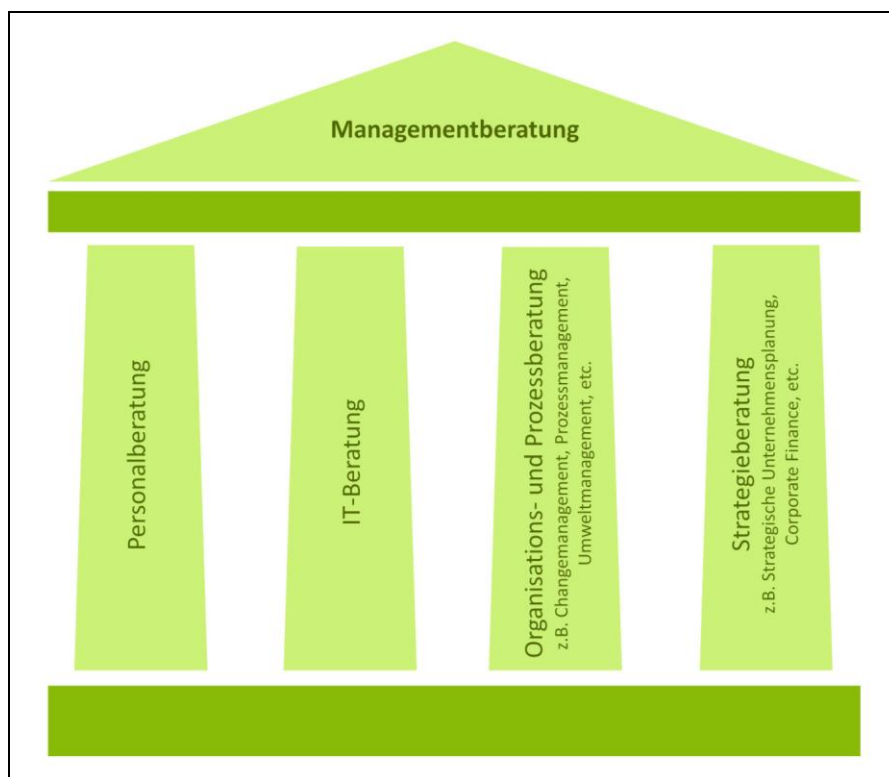 Managementberatung
Personalberatung
IT-Beratung
Organisations- und Prozessberatung
z.B. Changemanagement, Prozessmanagement,
Umweltmanagement, etc.
Strategieberatung
z.B. Strategische Unternehmensplanung,
Corporate Finance, etc.